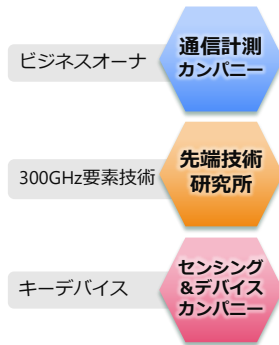 ビジネスオーナ
通信計測
カンパニー
300GHz要素技術
先端技術
研究所
キーデバイス
センシング
&デバイス
カンパニー